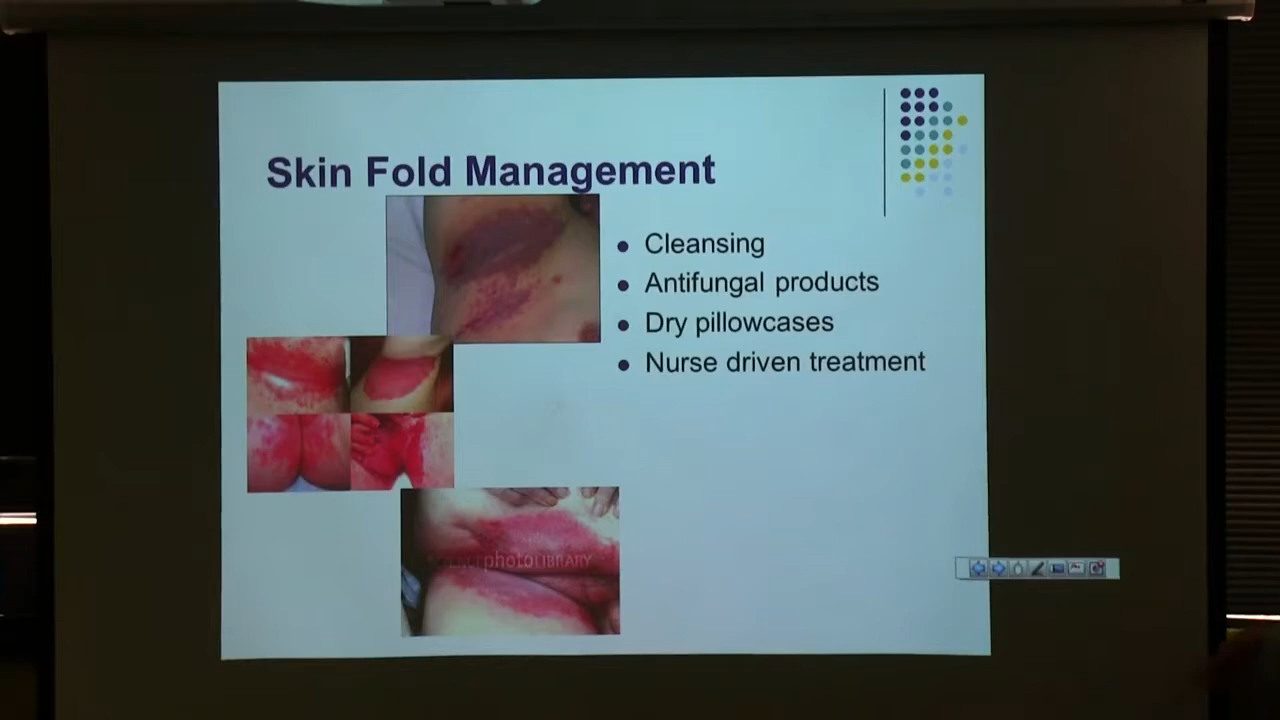 Skin Fold Management
Cleansing
Antifungal products
Dry pillowcases
Nurse driven treatment
photoLIBRARY